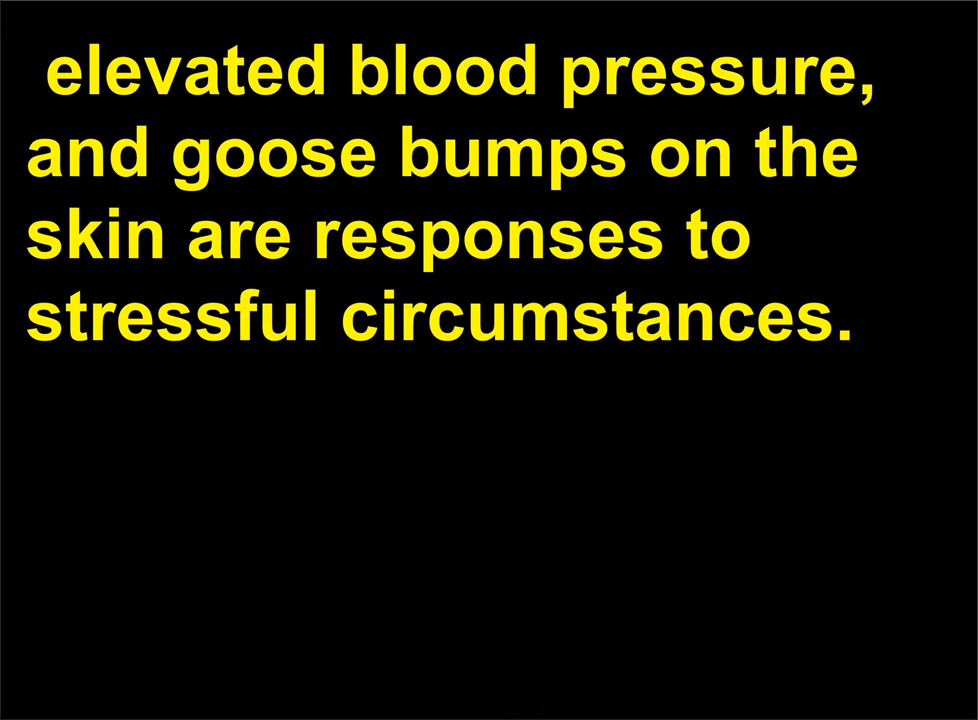 elevated blood pressure,
and goose bumps on the
skin are responses to
stressful circumstances.